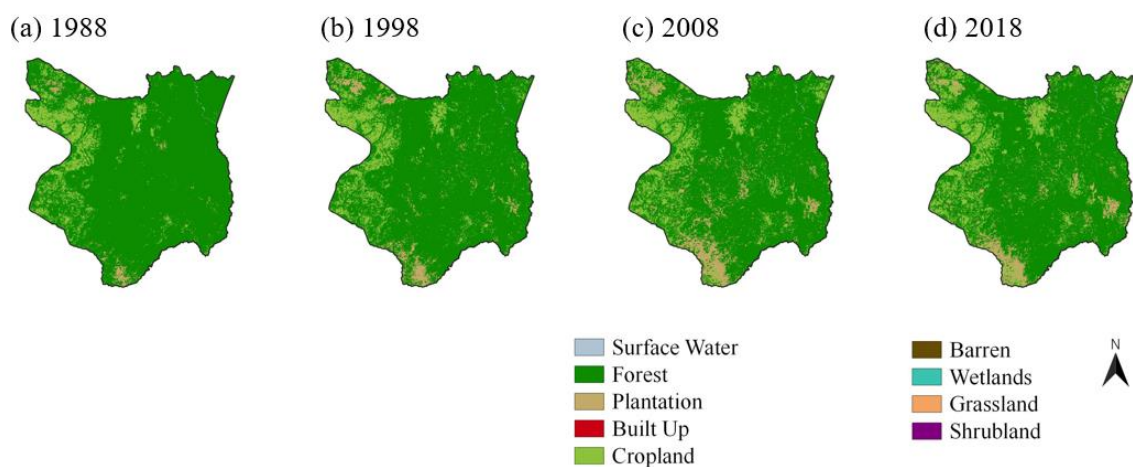 (a) 1988
(b) 1998
(c) 2008
(d) 2018
Surface Water
Forest
Plantation
Built Up
Cropland
Barren
Wetlands
Grassland
Shrubland
N